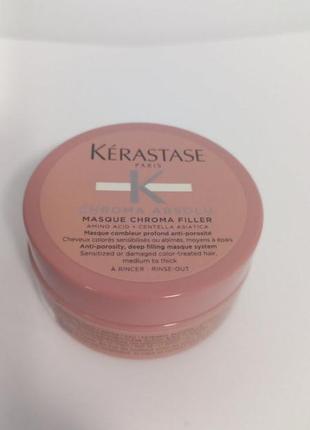 KÉRASTASE
PARIS
K
CHROMA ABSOLU
MASQUE CHROMA FILLER
AMINO ACID + CENTELLA ASIATICA
Masque combleur profond anti-porosité
Cheveux colorés sensibilisés ou abîmés, moyens à épais
Anti-porosity, deep filling masque system
Sensitized or damaged color-treated hair,
medium to thick
À RINCER · RINSE-OUT